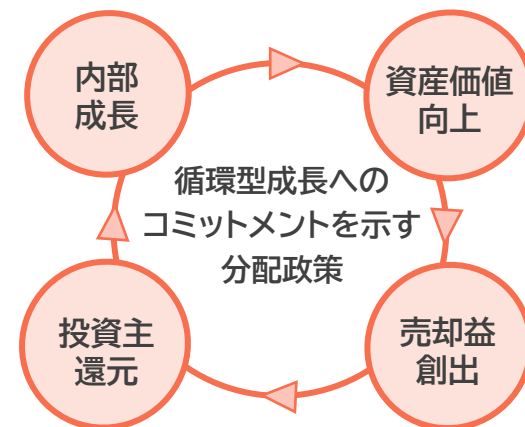 内部
成長
資産価値
向上
循環型成長への
コミットメントを示す
分配政策
投資主
還元
売却益
創出